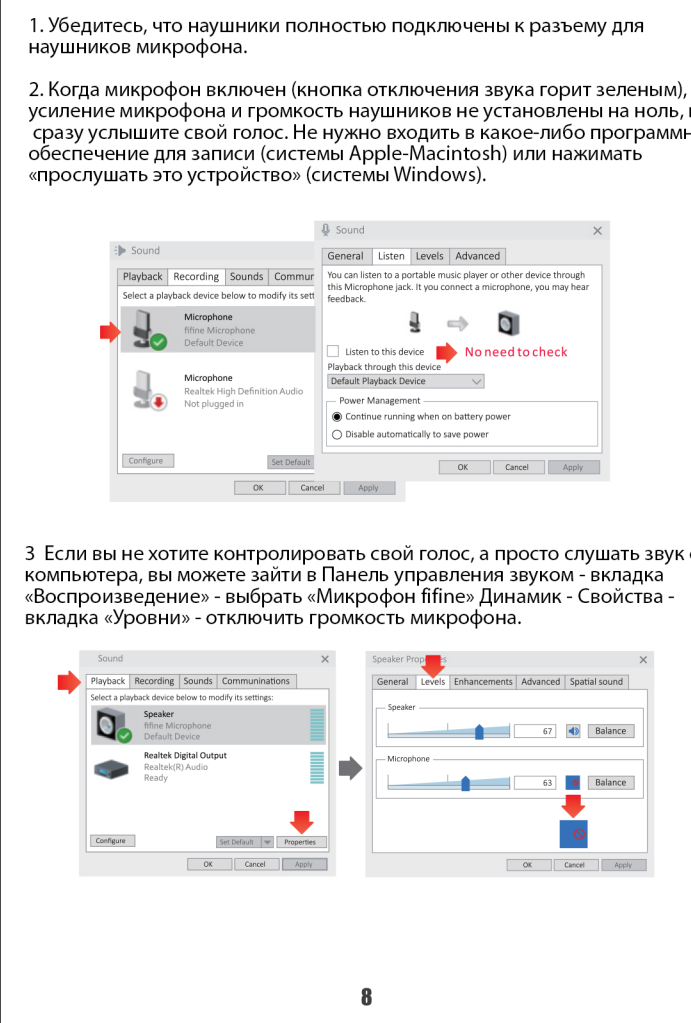 1. Убедитесь, что наушники полностью подключены к разъему для
наушников микрофона.
2. Когда микрофон включен (кнопка отключения звука горит зеленым),
усиление микрофона и громкость наушников не установлены на ноль,
сразу услышите свой голос. Не нужно входить в какое-либо
обеспечение для записи (системы Apple-Macintosh) или нажимать
«прослушать это устройство» (системы Windows).
Sound
Playback Recording Sounds
Select a playback device below to modify its
Microphone
fifine Microphone
Default Device
Microphone
Realtek High Definition Audio
Not plugged in
Configure
Set Default
OK Cancel Apply
Sound
General Listen Levels Advanced
You can listen to a portable music player or other device through
this Microphone jack. It you connect a microphone, you may hear
feedback.
Listen to this device No need to check
Playback through this device
Default Playback Device
Power Management
Continue running when on battery power
Disable automatically to save power
OK Cancel Apply
3 Если вы не хотите контролировать свой голос, а просто слушать звук
компьютера, вы можете зайти в Панель управления звуком - вкладка
«Воспроизведение» - выбрать «Микрофон fifine» Динамик - Свойства -
вкладка «Уровни» - отключить громкость микрофона.
Sound
Playback Recording Sounds Communinations
Select a playback device below to modify its settings:
Speaker
fifine Microphone
Default Device
Realtek Digital Output
Realtek(R) Audio
Ready
Configure
Set Default Properties
OK Cancel Apply
Speaker
General Levels Enhancements Advanced Spatial sound
Speaker
67 Balance
Microphone
63 Balance
OK Cancel Apply
8